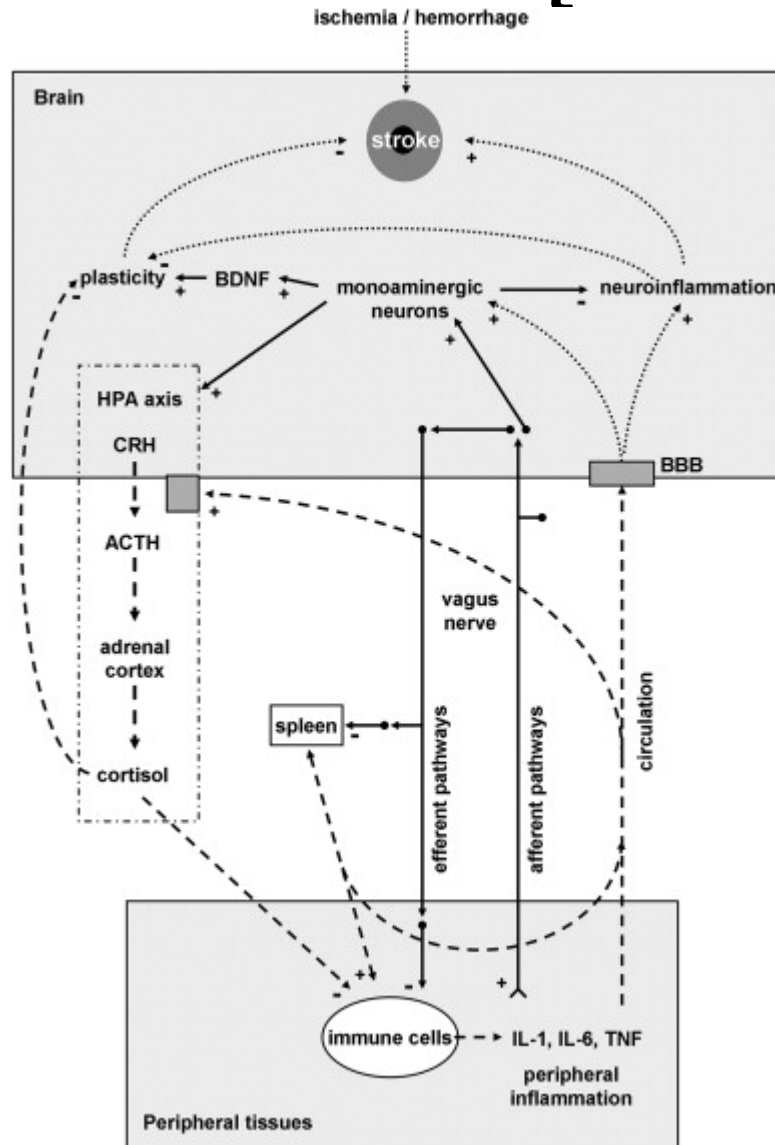 ischemia / hemorrhage
Brain
stroke
-
+
-
plasticity
-
+
BDNF
+
monoaminergic
neurons
+
+
-
neuroinflammation
+
+
HPA axis
CRH
BBB
+
ACTH
vagus
nerve
adrenal
cortex
spleen
-
circulation
cortisol
efferent pathways
afferent pathways
+
-
-
+
immune cells
IL-1, IL-6, TNF
peripheral
inflammation
Peripheral tissues